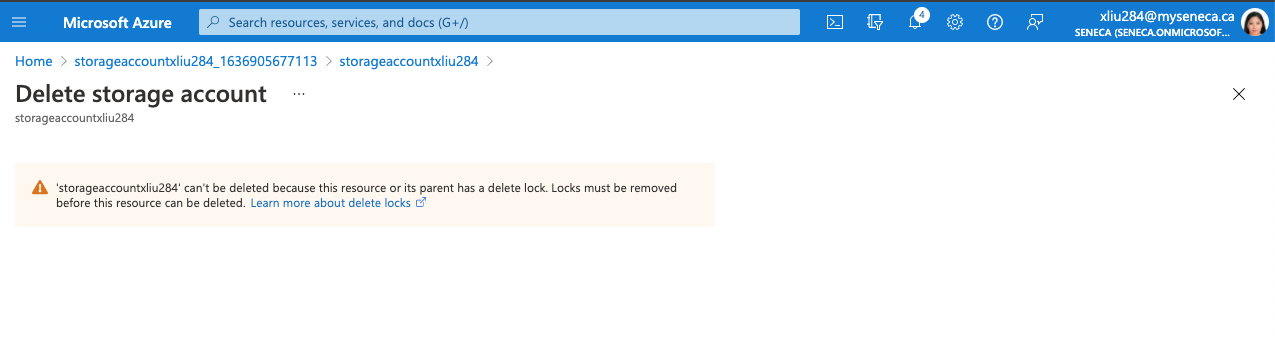 Microsoft Azure
Search resources, services, and docs (G+/)
4
xliu284@myseneca.ca
SENECA (SENECA.ONMICROSOF...
Home > storageaccountxliu284_1636905677113 > storageaccountxliu284 >
Delete storage account ...
storageaccountxliu284
'storageaccountxliu284' can't be deleted because this resource or its parent has a delete lock. Locks must be removed
before this resource can be deleted. Learn more about delete locks